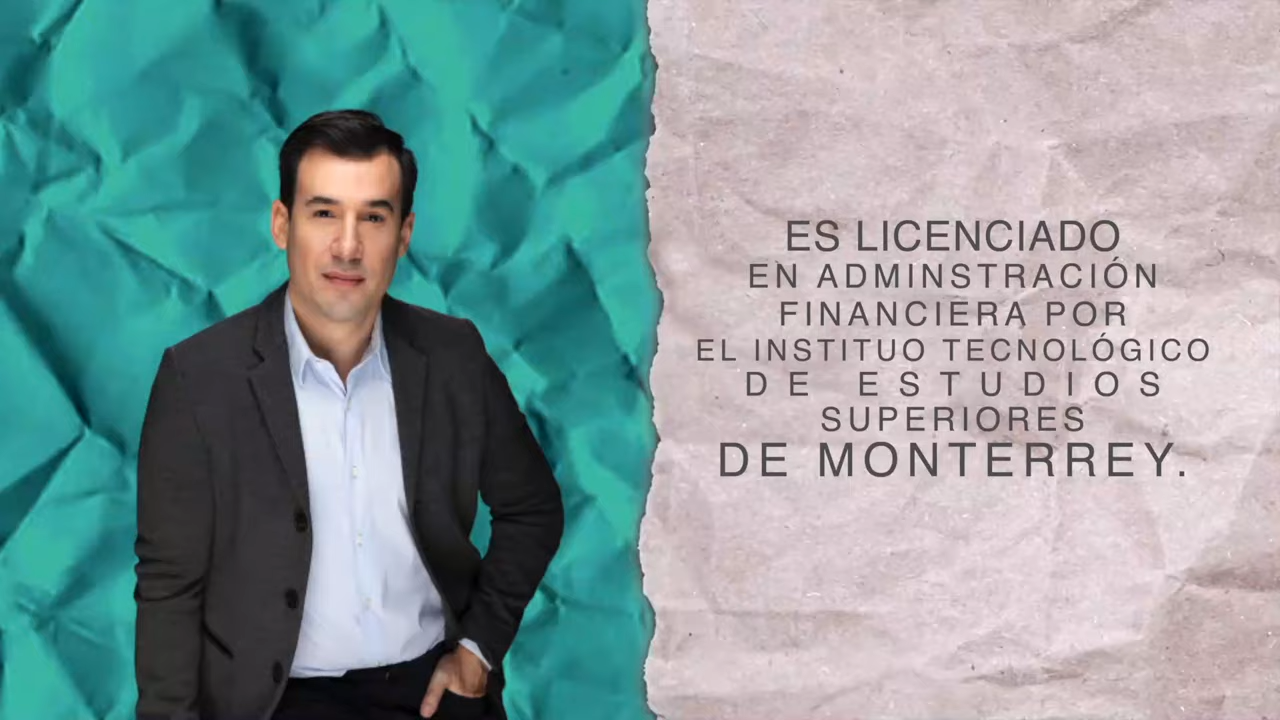 ES LICENCIADO
EN ADMINSTRACIÓN
FINANCIERA POR
EL INSTITUO TECNOLÓGICO
DE ESTUDIOS
SUPERIORES
DE MONTERREY.